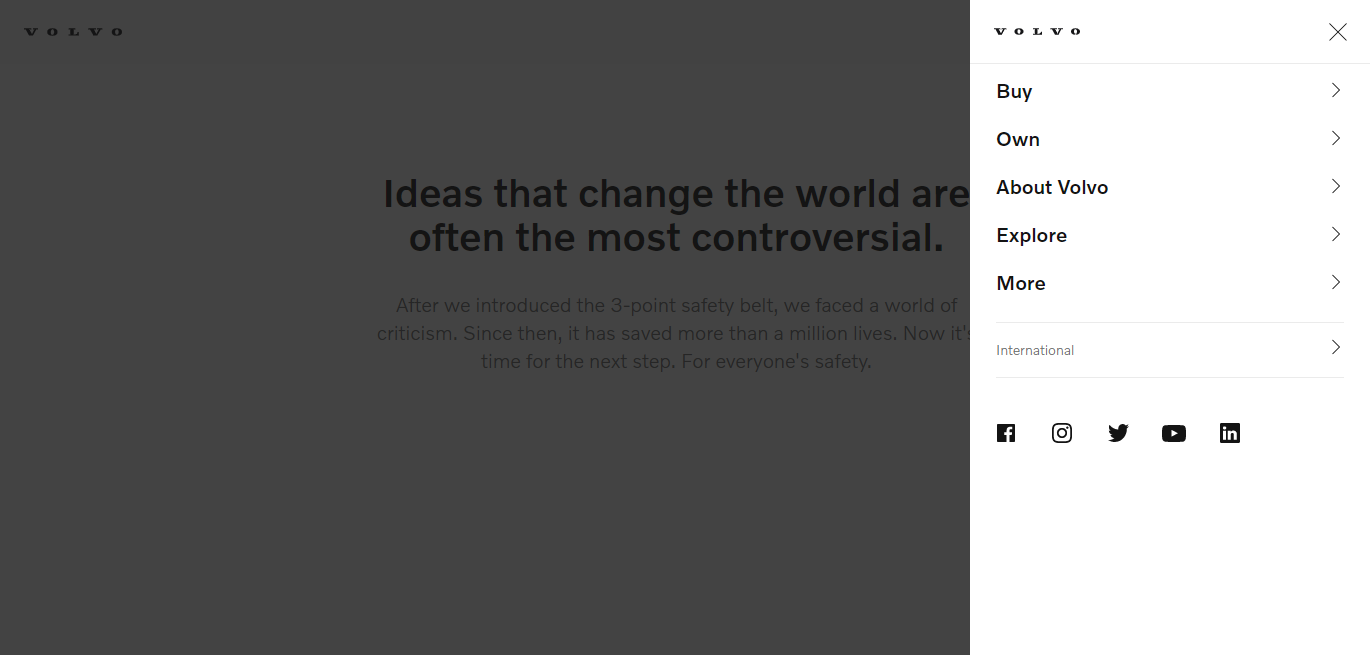 VOLVO
Ideas that change the world are
often the most controversial.
After we introduced the 3-point safety belt, we faced a world of
criticism. Since then, it has saved more than a million lives. Now it's
time for the next step. For everyone's safety.
VOLVO
Buy
Own
About Volvo
Explore
More
International